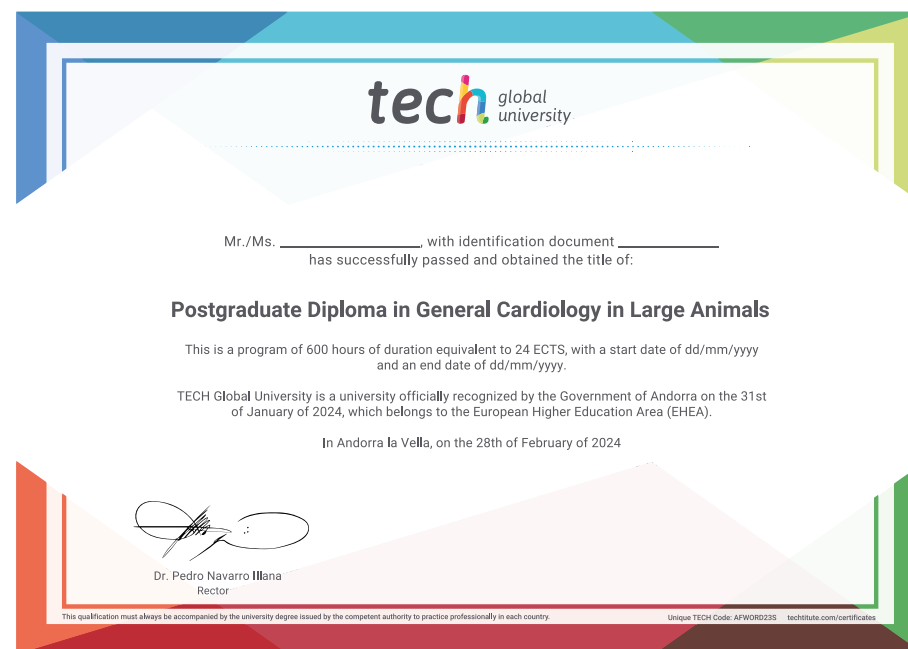 tech global university
Mr./Ms. ____________________, with identification document ______________
has successfully passed and obtained the title of:
Postgraduate Diploma in General Cardiology in Large Animals
This is a program of 600 hours of duration equivalent to 24 ECTS, with a start date of dd/mm/yyyy
and an end date of dd/mm/yyyy.
TECH Global University is a university officially recognized by the Government of Andorra on the 31st
of January of 2024, which belongs to the European Higher Education Area (EHEA).
In Andorra la Vella, on the 28th of February of 2024
Dr. Pedro Navarro Illana
Rector
This qualification must always be accompanied by the university degree issued by the competent authority to practice professionally in each country.
Unique TECH Code: AFWORD23S techtitute.com/certificates